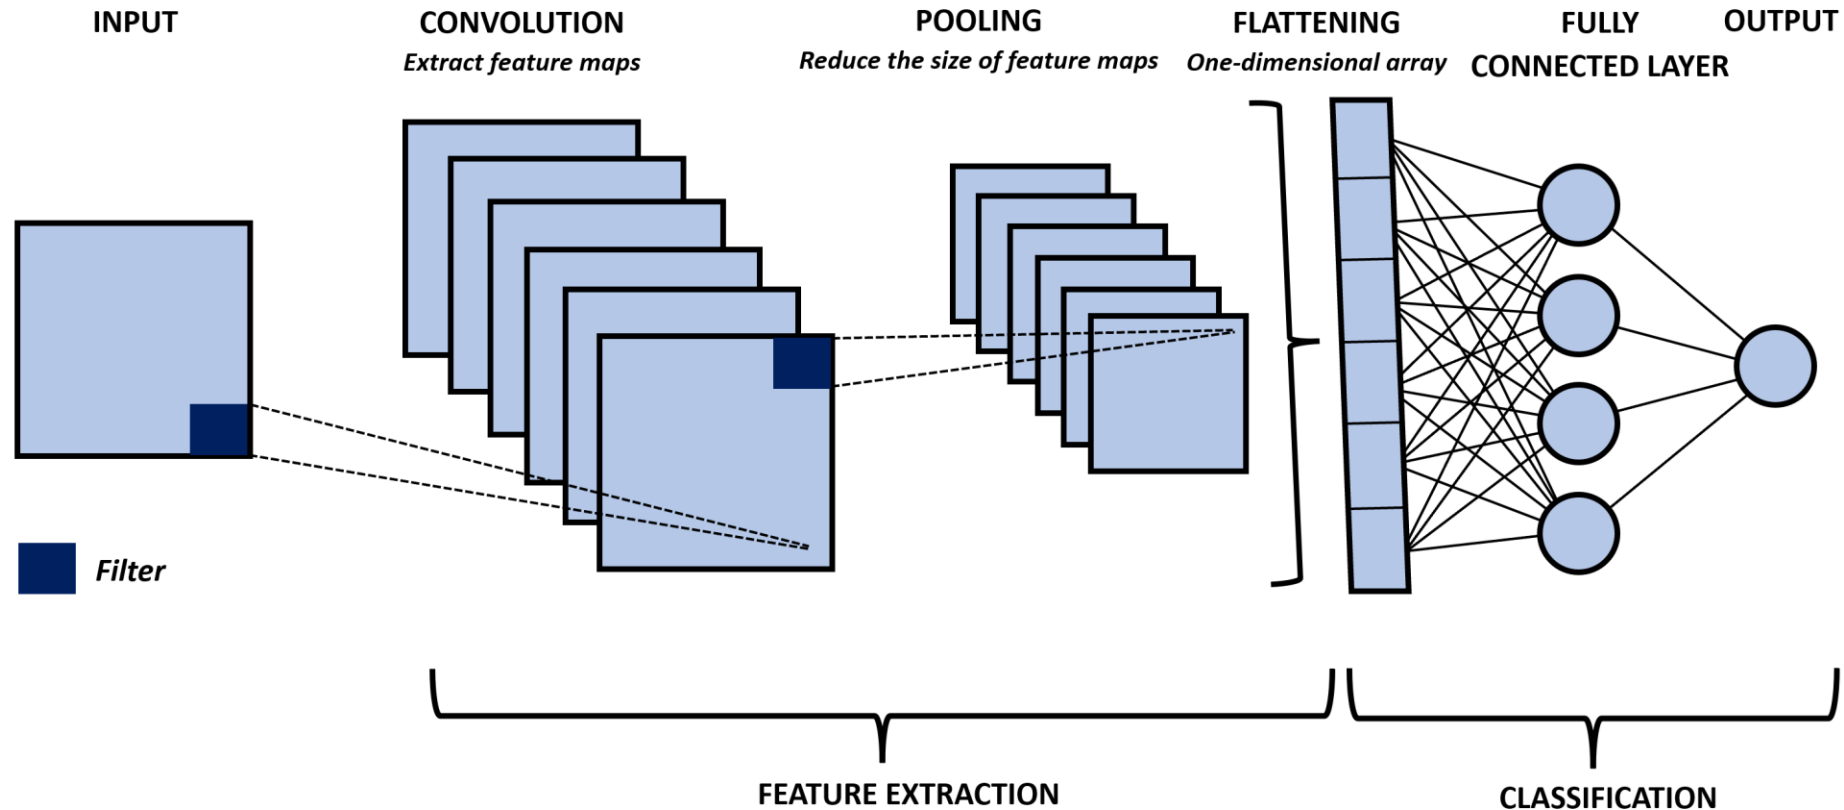 INPUT
CONVOLUTION
Extract feature maps
POOLING
Reduce the size of feature maps
FLATTENING
One-dimensional array
FULLY
CONNECTED LAYER
OUTPUT
Filter
FEATURE EXTRACTION
CLASSIFICATION